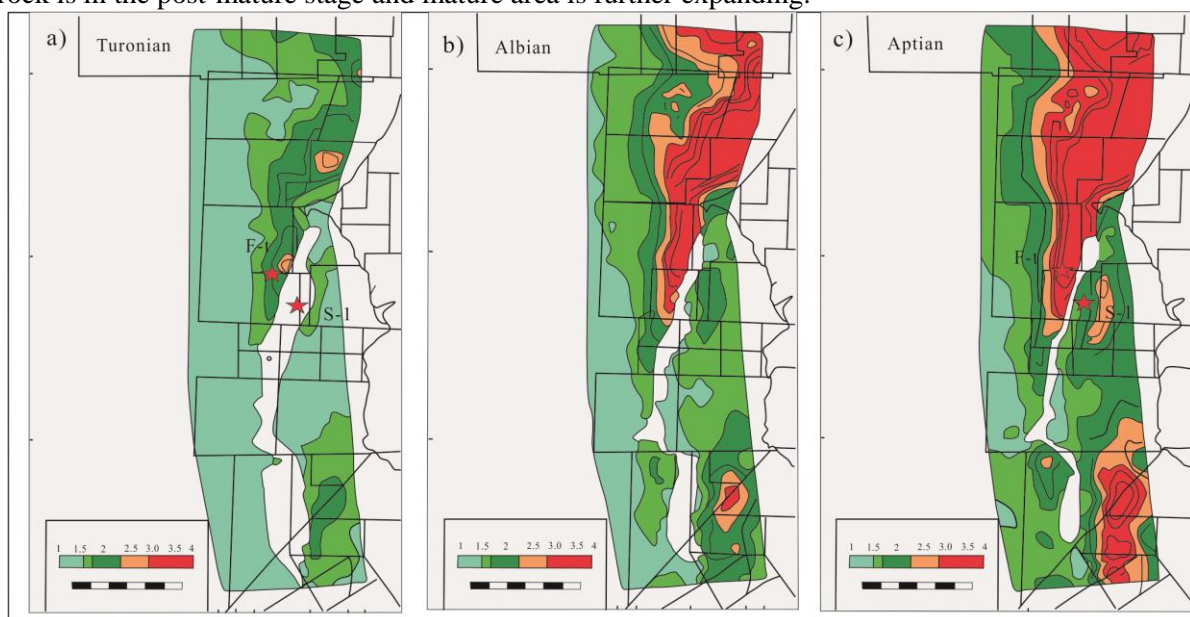 rock is in the post-mature stage and mature area is further expanding.
a) Turonian
b) Albian
c) Aptian
F-t
S-1
F-t
S-1
1 1.5 2 2.5 3.0 3.5 4
1 1.5 2 2.5 3.0 3.5 4
1 1.5 2 2.5 3.0 3.5 4